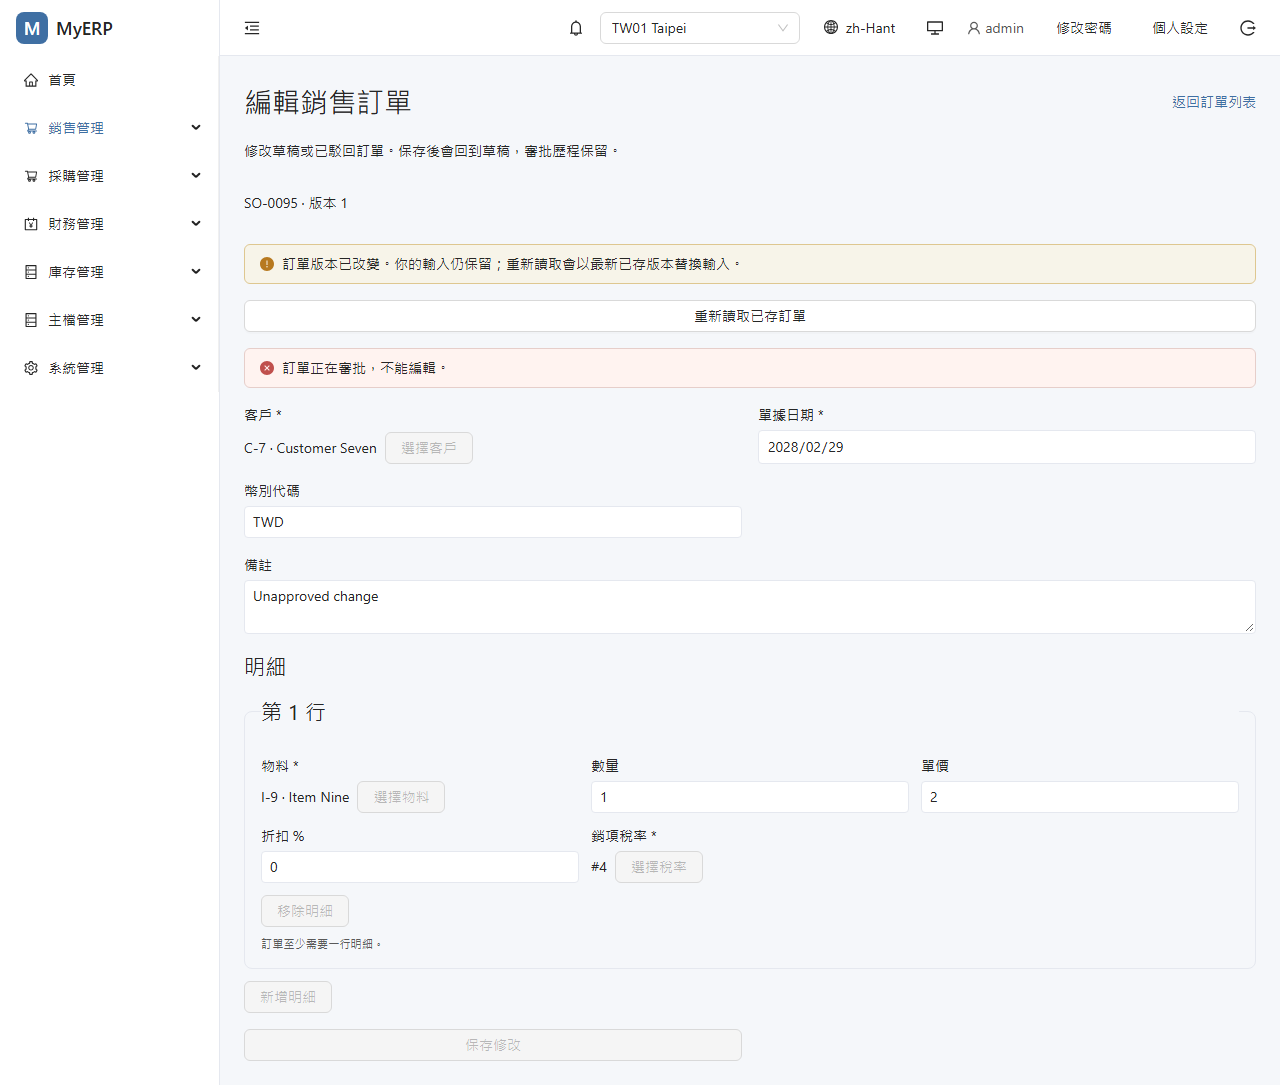 M MyERP
TW01 Taipei
zh-Hant
admin
修改密碼
個人設定
首頁
銷售管理
採購管理
財務管理
庫存管理
主檔管理
系統管理
編輯銷售訂單
返回訂單列表
修改草稿或已駁回訂單。保存後會回到草稿，審批歷程保留。
SO-0095 · 版本 1
訂單版本已改變。你的輸入仍保留；重新讀取會以最新已存版本替換輸入。
重新讀取已存訂單
訂單正在審批，不能編輯。
客戶 *
單據日期 *
C-7 · Customer Seven 選擇客戶
2028/02/29
幣別代碼
TWD
備註
Unapproved change
明細
第 1 行
物料 *
數量
單價
I-9 · Item Nine 選擇物料
1
2
折扣 %
銷項稅率 *
0
#4 選擇稅率
移除明細
訂單至少需要一行明細。
新增明細
保存修改